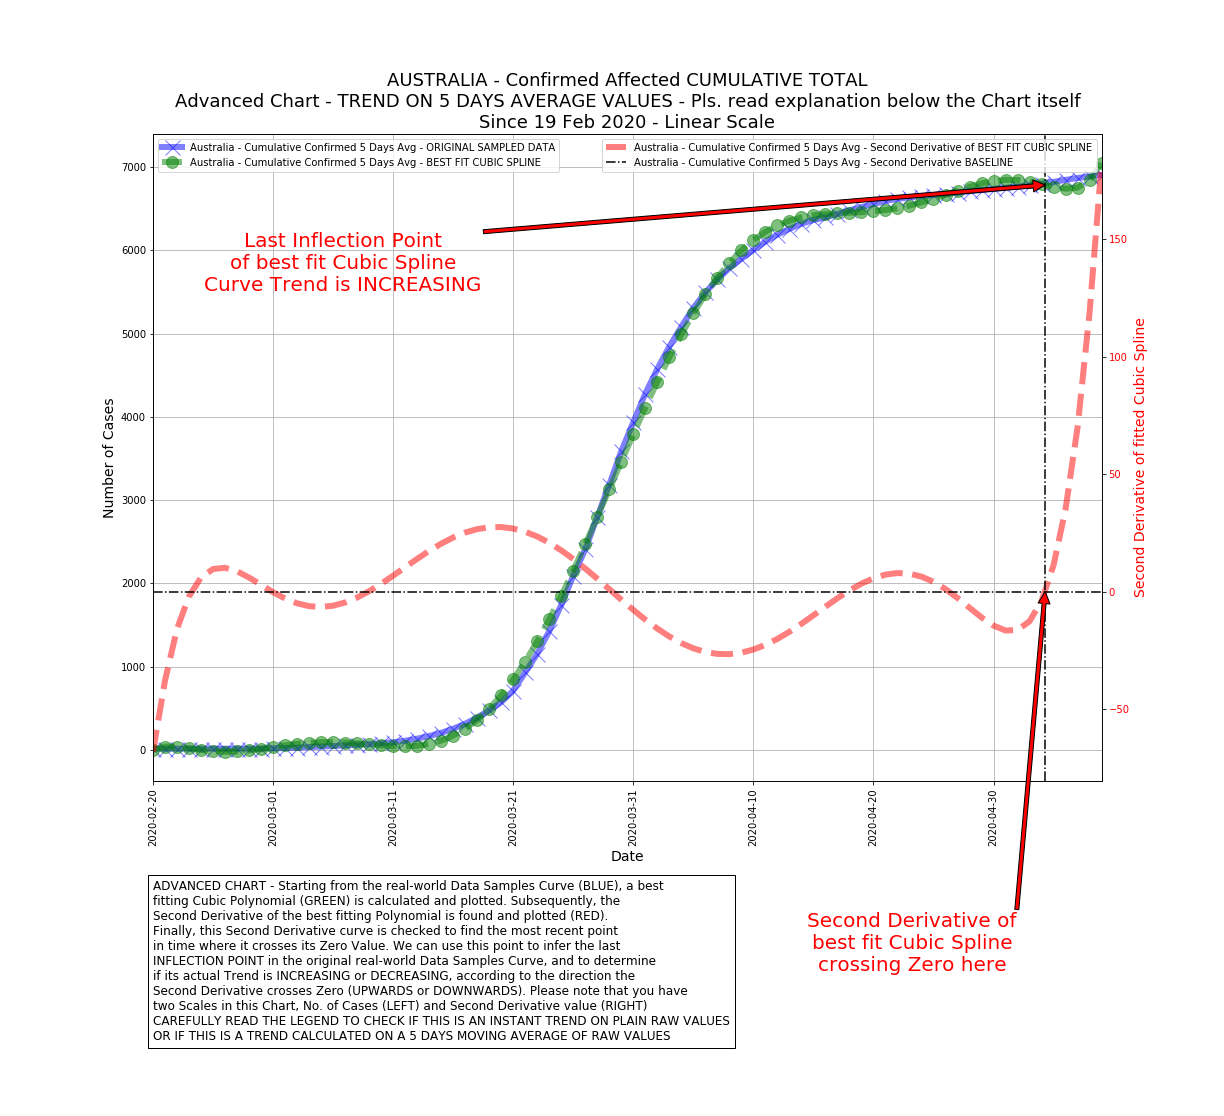 AUSTRALIA - Confirmed Affected CUMULATIVE TOTAL
Advanced Chart - TREND ON 5 DAYS AVERAGE VALUES - Pls. read explanation below the Chart itself
Since 19 Feb 2020 - Linear Scale
Australia - Cumulative Confirmed 5 Days Avg - ORIGINAL SAMPLED DATA
Australia - Cumulative Confirmed 5 Days Avg - BEST FIT CUBIC SPLINE
Australia - Cumulative Confirmed 5 Days Avg - Second Derivative of BEST FIT CUBIC SPLINE
Australia - Cumulative Confirmed 5 Days Avg - Second Derivative BASELINE
Number of Cases
7000
6000
5000
4000
3000
2000
1000
0
Last Inflection Point
of best fit Cubic Spline
Curve Trend is INCREASING
150
100
50
0
−50
Second Derivative of fitted Cubic Spline
2020-02-20
2020-03-01
2020-03-11
2020-03-21
2020-03-31
2020-04-10
2020-04-20
2020-04-30
Date
ADVANCED CHART - Starting from the real-world Data Samples Curve (BLUE), a best
fitting Cubic Polynomial (GREEN) is calculated and plotted. Subsequently, the
Second Derivative of the best fitting Polynomial is found and plotted (RED).
Finally, this Second Derivative curve is checked to find the most recent point
in time where it crosses its Zero Value. We can use this point to infer the last
INFLECTION POINT in the original real-world Data Samples Curve, and to determine
if its actual Trend is INCREASING or DECREASING, according to the direction the
Second Derivative crosses Zero (UPWARDS or DOWNWARDS). Please note that you have
two Scales in this Chart, No. of Cases (LEFT) and Second Derivative value (RIGHT)
CAREFULLY READ THE LEGEND TO CHECK IF THIS IS AN INSTANT TREND ON PLAIN RAW VALUES
OR IF THIS IS A TREND CALCULATED ON A 5 DAYS MOVING AVERAGE OF RAW VALUES
Second Derivative of
best fit Cubic Spline
crossing Zero here